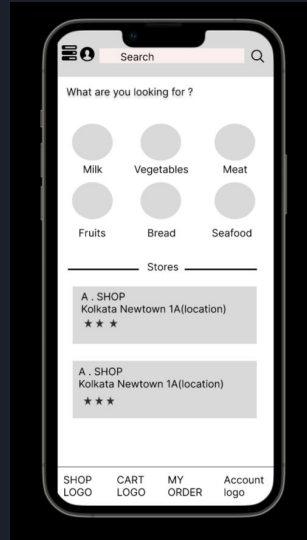 Search
What are you looking for ?
Milk Vegetables Meat
Fruits Bread Seafood
Stores
A . SHOP
Kolkata Newtown 1A(location)
A . SHOP
Kolkata Newtown 1A(location)
SHOP CART MY Account
LOGO LOGO ORDER logo